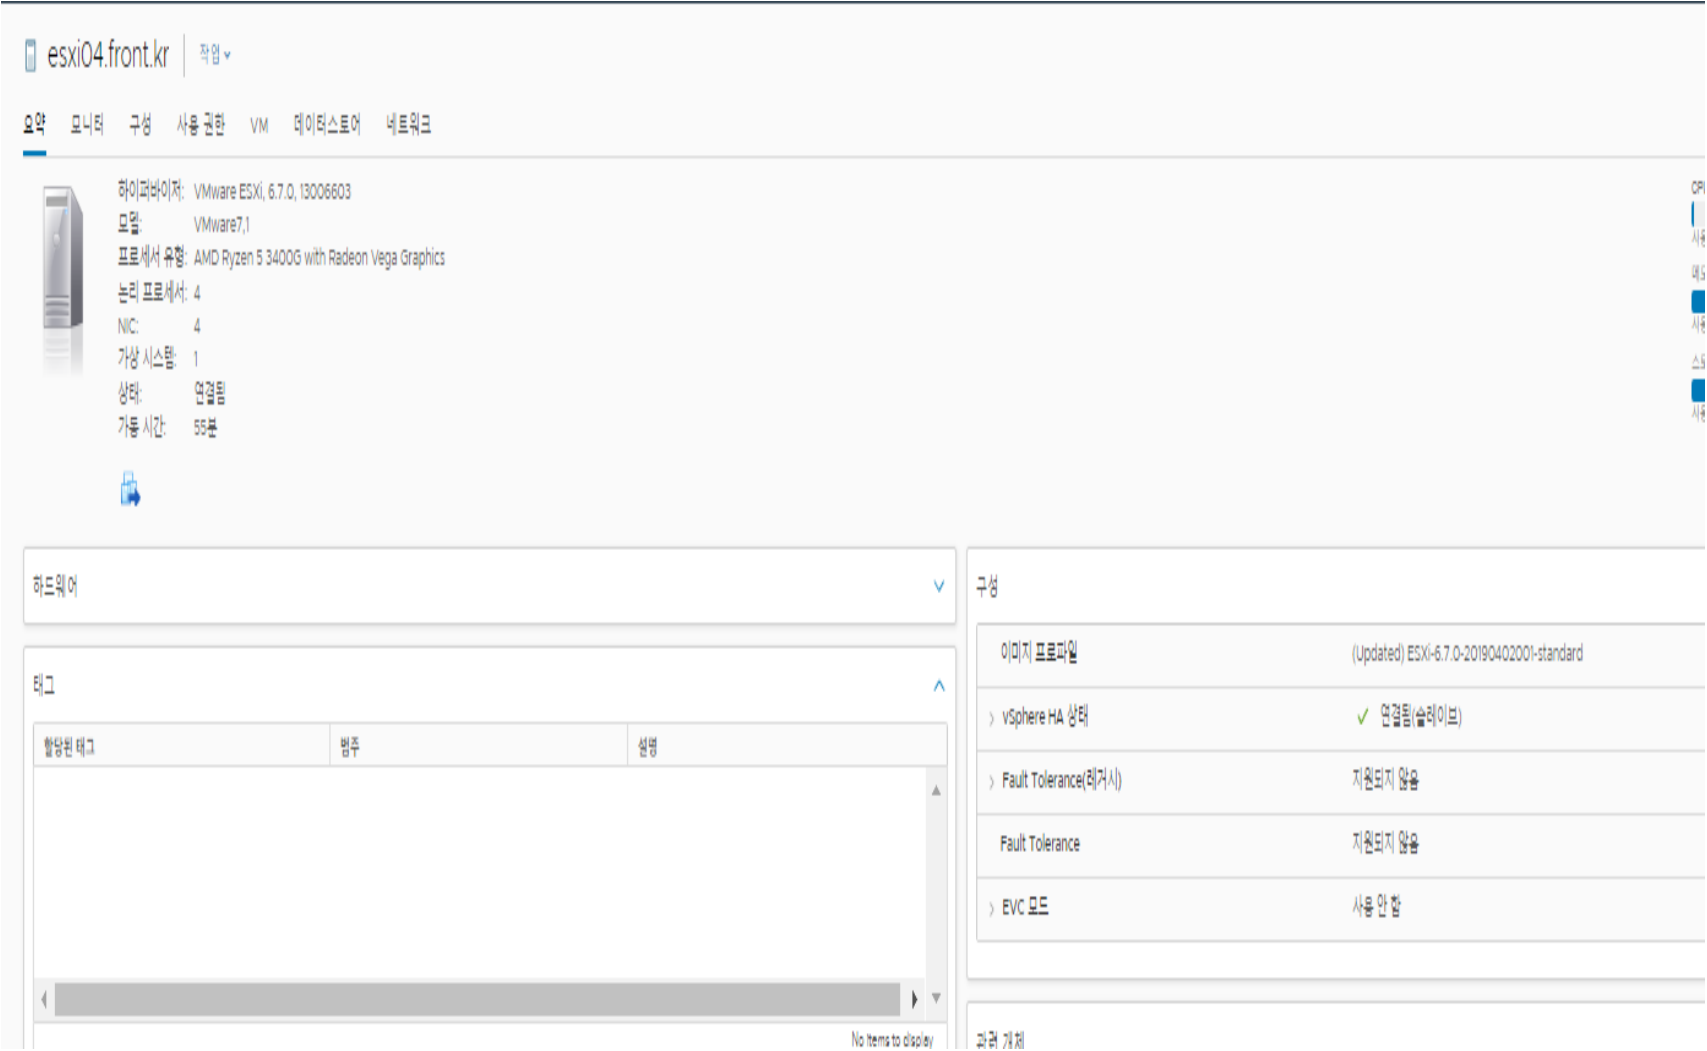 esxi04.front.kr 작업
요약 모니터 구성 사용 권한 VM 데이터스토어 네트워크
하이퍼바이저: VMware ESXi, 6.7.0, 13006603
모델: VMware7,1
프로세서 유형: AMD Ryzen 5 3400G with Radeon Vega Graphics
논리 프로세서: 4
NIC: 4
가상 시스템: 1
상태: 연결됨
가동 시간: 55분
CPU
하드웨어
태그
할당된 태그 범주 설명
No items to display
구성
이미지 프로파일 (Updated) ESXi-6.7.0-20190402001-standard
vSphere HA 상태 연결됨(슬레이브)
Fault Tolerance(레거시) 지원되지 않음
Fault Tolerance 지원되지 않음
EVC 모드 사용 안 함
관련 개체